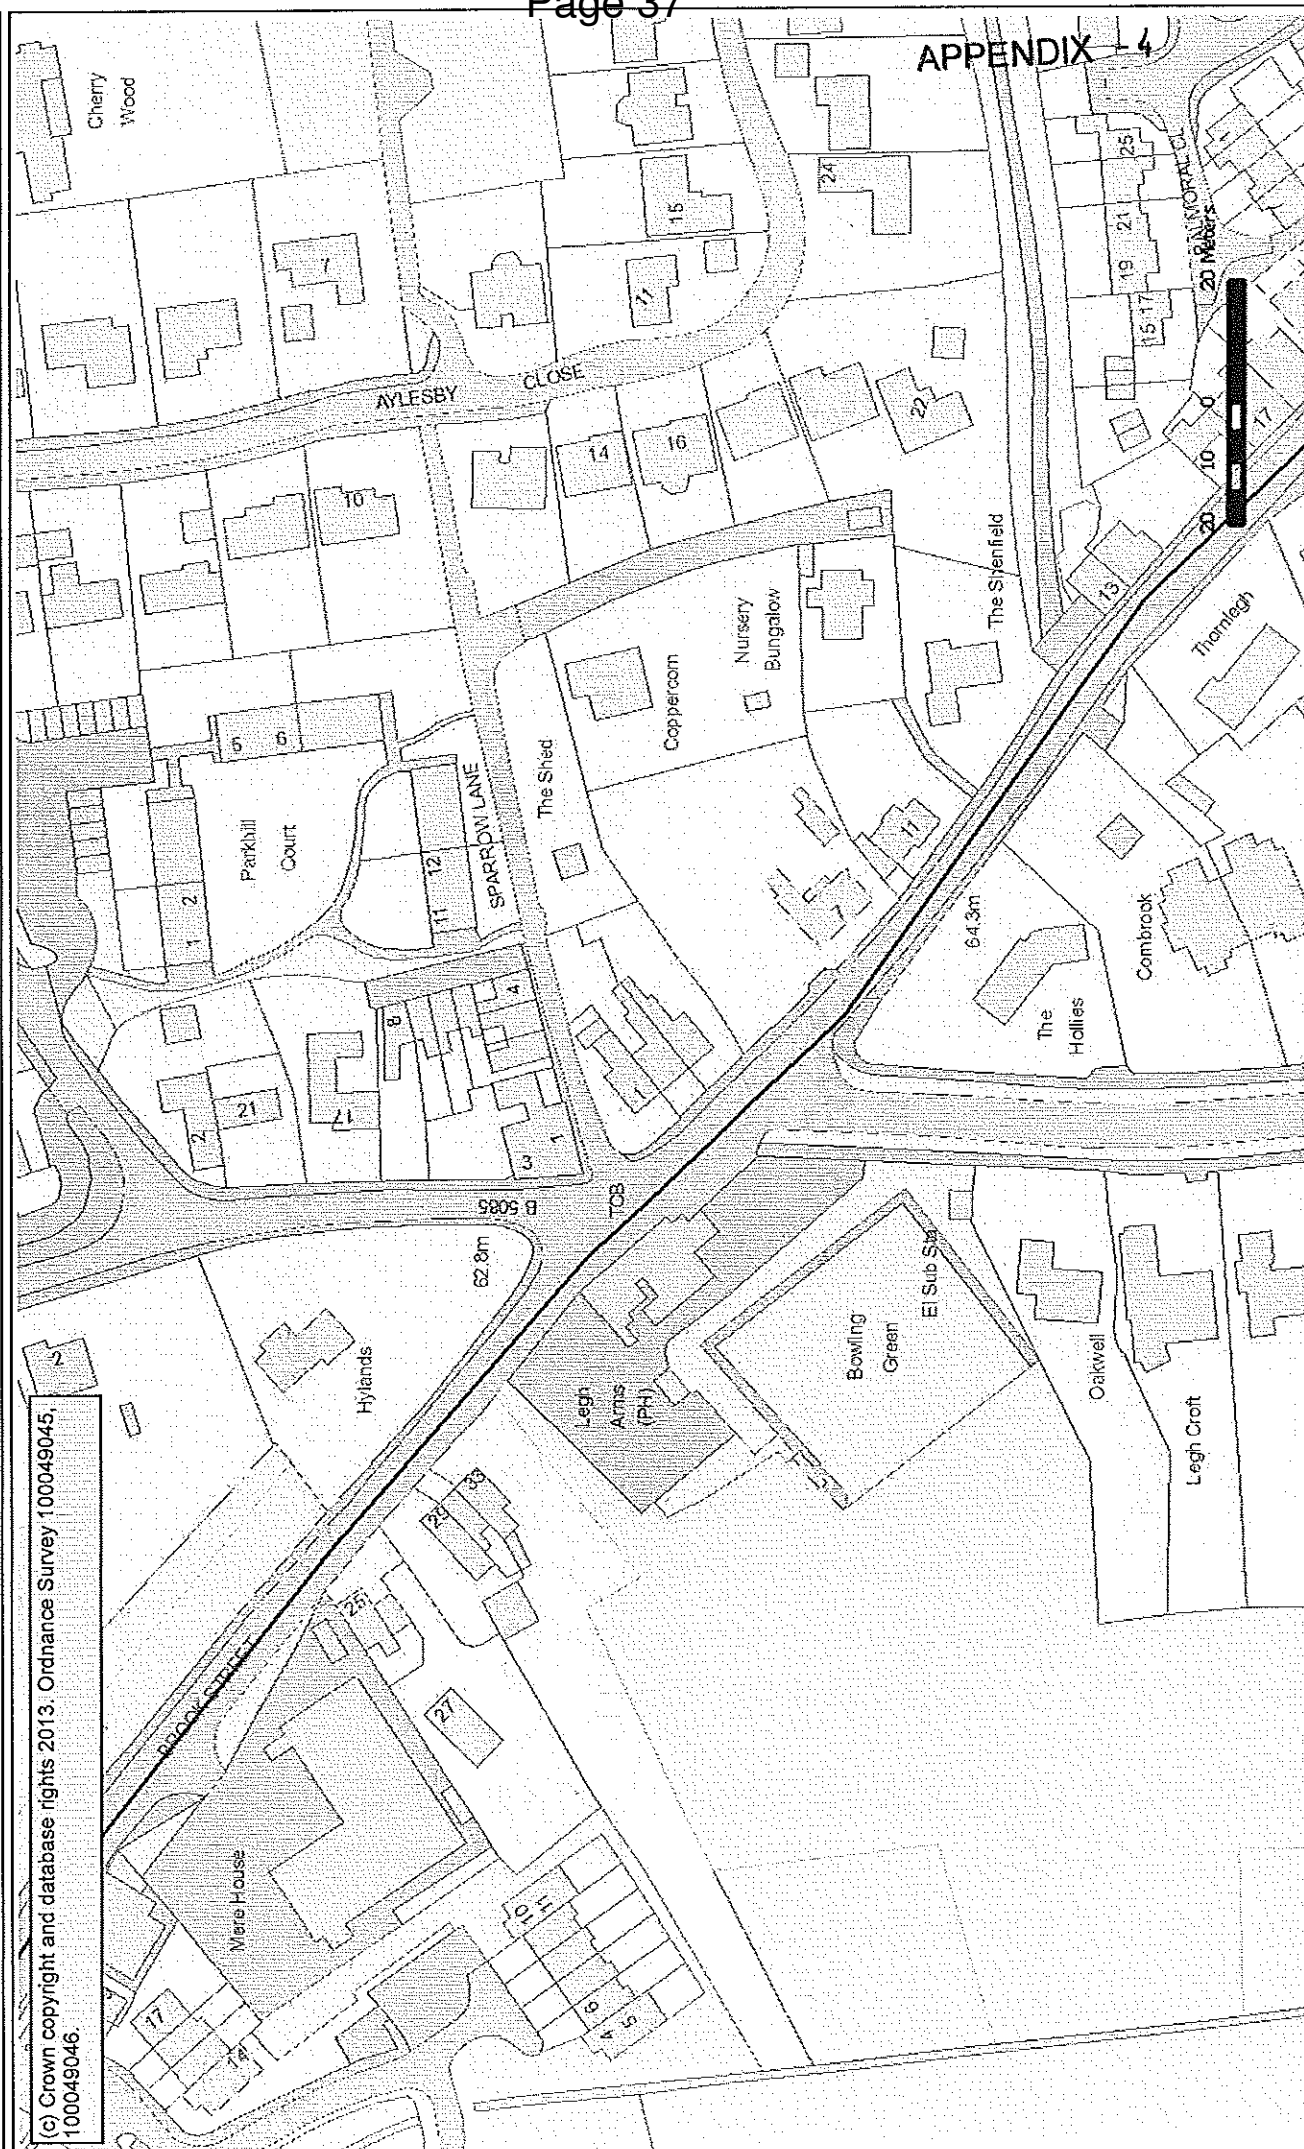 Page 37
APPENDIX - 4
Cherry
Wood
7
15
11
24
25
21
19
17
15
BALMORAL CL
20 Meters
0
10
20
17
AYLESBY
CLOSE
14
16
22
10
The Shenfield
13
Thornlegh
Nursery
Bungalow
Coppercorn
The Shed
5
6
Parkhill
Court
SPARROW LANE
12
11
2
1
11
7
64.3m
Cornbrook
The
Hollies
8
4
1
21
2
17
3
1
B 5085
TCB
62.8m
El Sub Sta
Bowling
Green
Oakwell
Legh Croft
Legh
Arms
(PH)
Hylands
2
33
29
25
27
BROOK STREET
Mere House
10
11
6
4
5
17
14
(c) Crown copyright and database rights 2013. Ordnance Survey 100049045,
100049046.